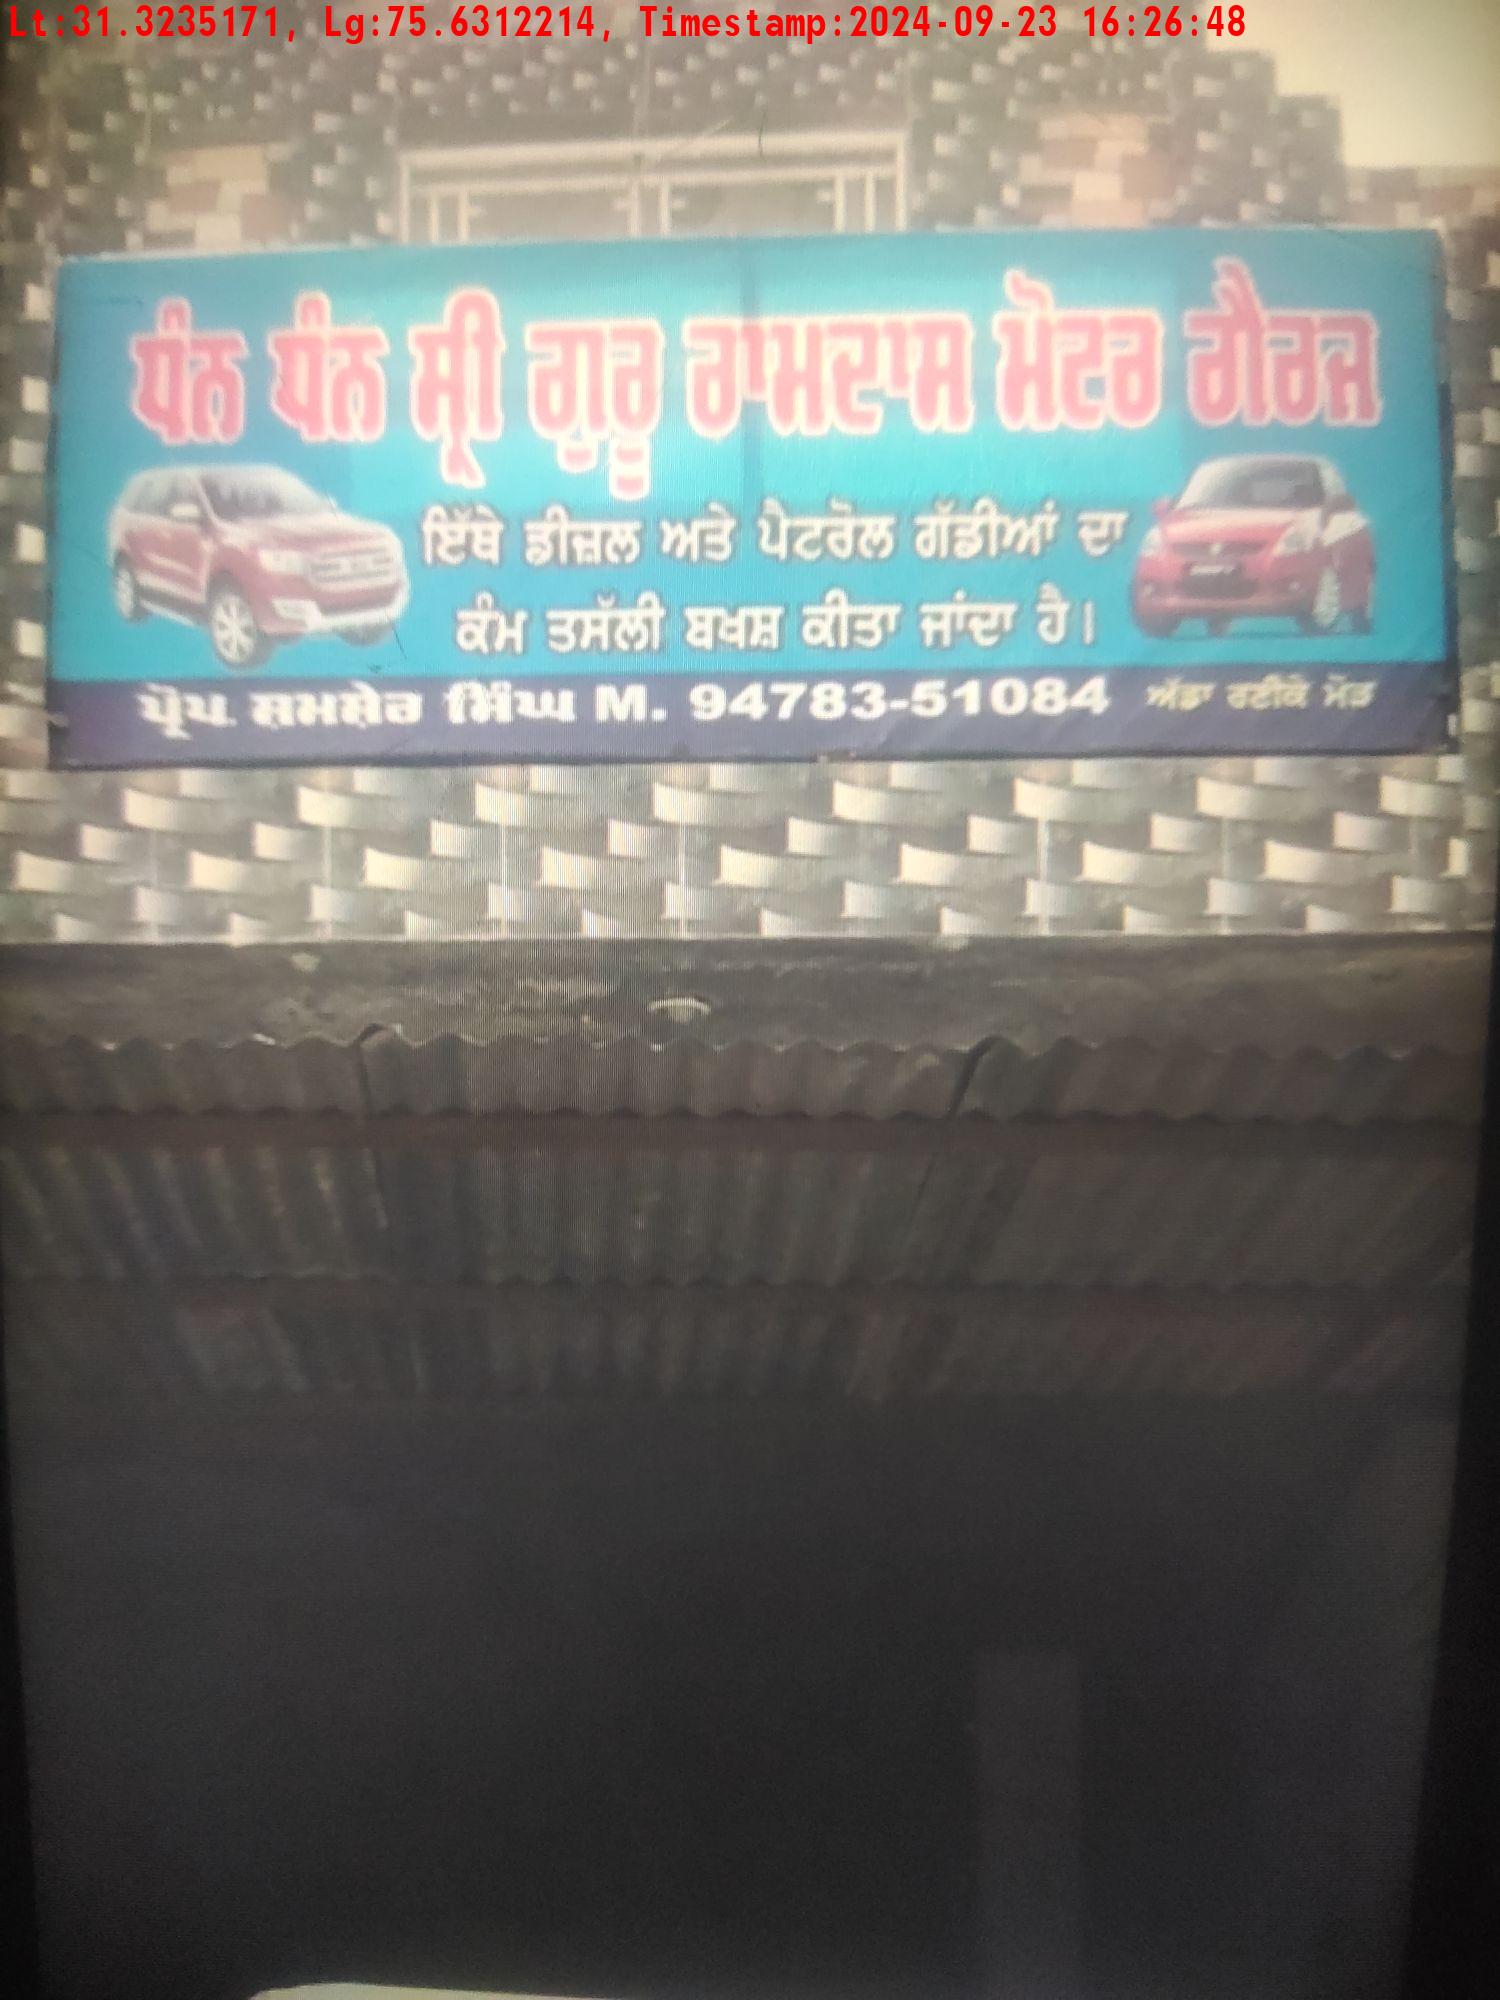 Lt:31.3235171, Lg:75.6312214, Timestamp:2024-09-23 16:26:48
ਧੰਨ ਧੰਨ ਸ੍ਰੀ ਗੁਰੂ ਰਾਮਦਾਸ ਮੋਟਰ ਗੈਰਜ
ਇੱਥੇ ਡੀਜ਼ਲ ਅਤੇ ਪੈਟਰੋਲ ਗੱਡੀਆਂ ਦਾ
ਕੰਮ ਤਸੱਲੀ ਬਖਸ਼ ਕੀਤਾ ਜਾਂਦਾ ਹੈ।
ਪ੍ਰੋਪ. ਸ਼ਮਸ਼ੇਰ ਸਿੰਘ M. 94783-51084 ਅੱਡਾ ਰਈਕੇ ਮੋੜ